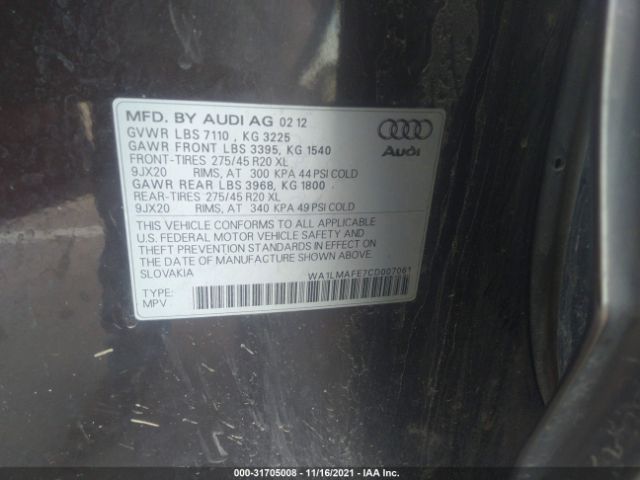 MFD. BY AUDI AG 02 12
GVWR LBS 7110 , KG 3225
GAWR FRONT LBS 3395, KG 1540
FRONT-TIRES 275/45 R20 XL
9JX20 RIMS, AT 300 KPA 44 PSI COLD
GAWR REAR LBS 3968, KG 1800
REAR-TIRES 275/45 R20 XL
9JX20 RIMS, AT 340 KPA 49 PSI COLD
Audi
THIS VEHICLE CONFORMS TO ALL APPLICABLE
U.S. FEDERAL MOTOR VEHICLE SAFETY AND
THEFT PREVENTION STANDARDS IN EFFECT ON
THE DATE OF MANUFACTURE SHOWN ABOVE.
SLOVAKIA
WA1LMAFE7CD007061
TYPE:
MPV
000-31705008 - 11/16/2021 - IAA Inc.